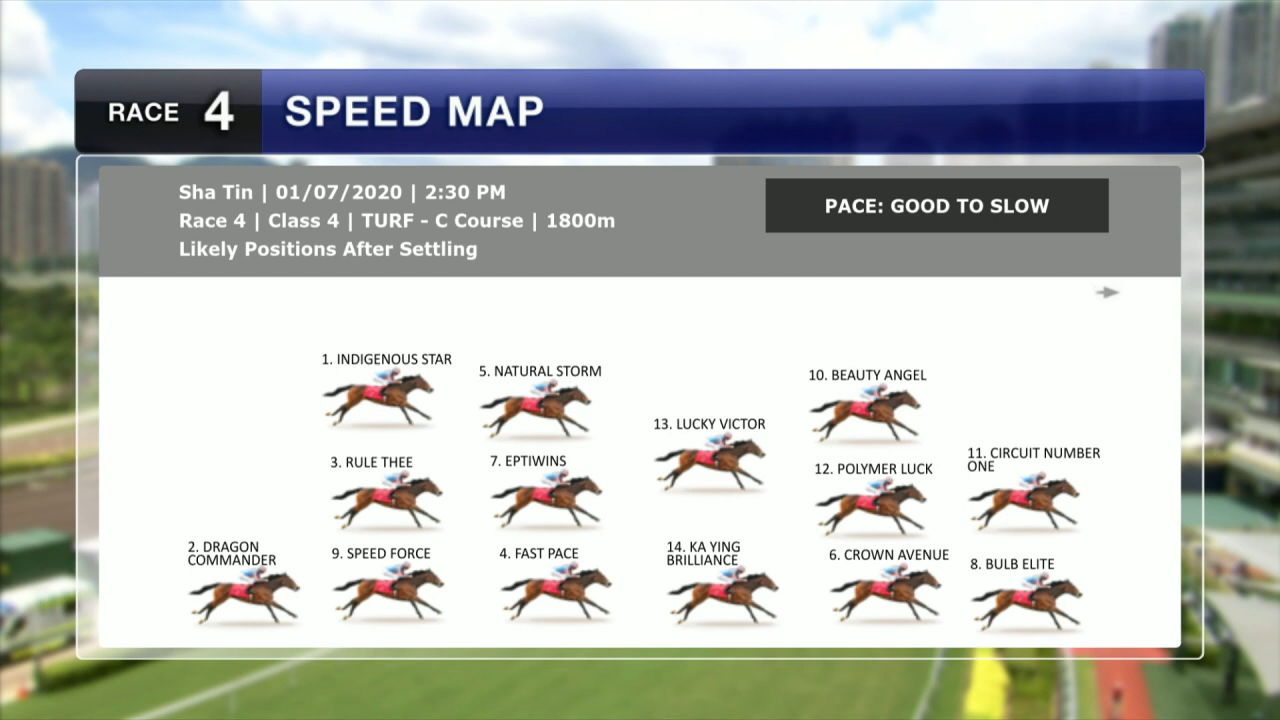 RACE 4 SPEED MAP
Sha Tin | 01/07/2020 | 2:30 PM
Race 4 | Class 4 | TURF - C Course | 1800m
Likely Positions After Settling
PACE: GOOD TO SLOW
1. INDIGENOUS STAR
5. NATURAL STORM
10. BEAUTY ANGEL
13. LUCKY VICTOR
11. CIRCUIT NUMBER
ONE
3. RULE THEE
7. EPTIWINS
12. POLYMER LUCK
2. DRAGON
COMMANDER
9. SPEED FORCE
4. FAST PACE
14. KA YING
BRILLIANCE
6. CROWN AVENUE
8. BULB ELITE